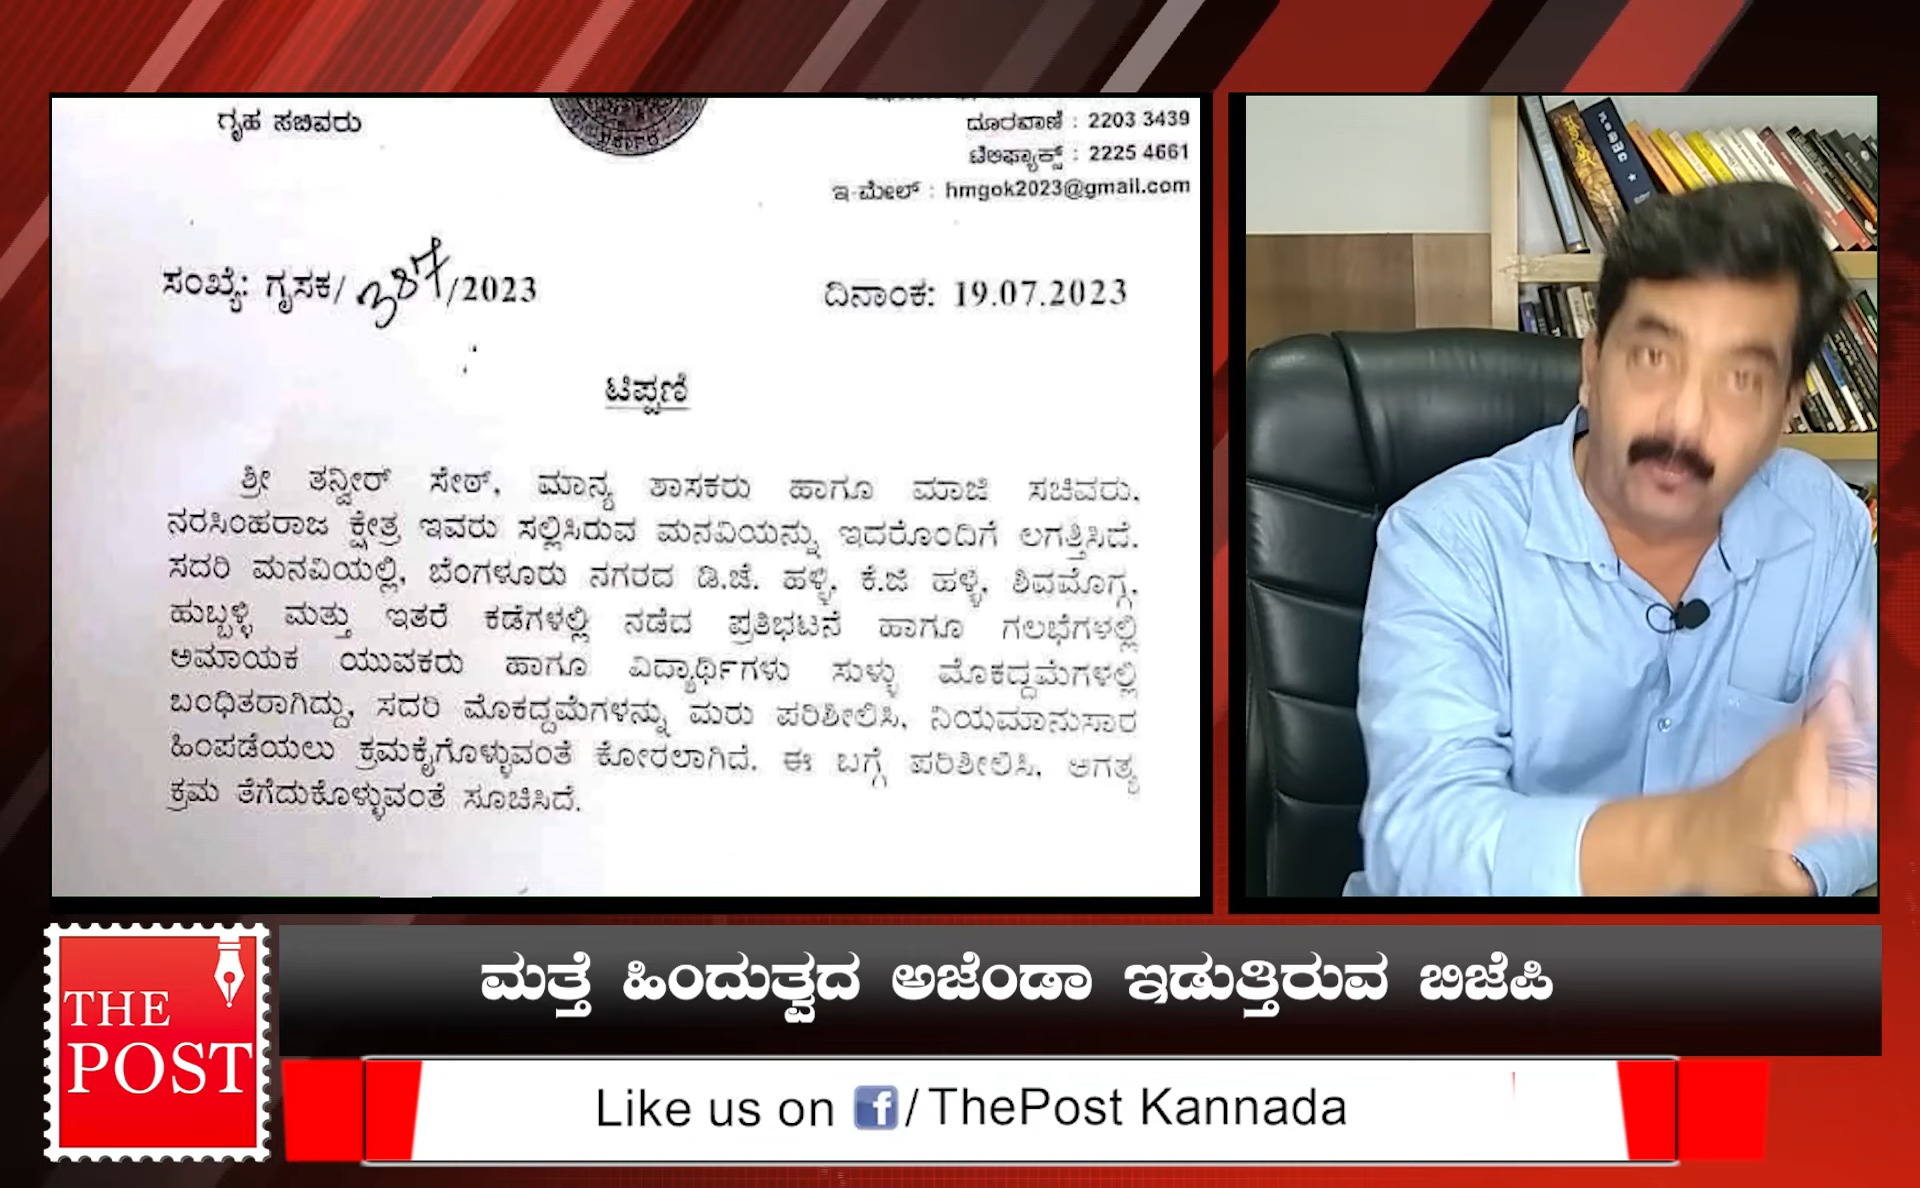 ಗೃಹ ಸಚಿವರು
ದೂರವಾಣಿ : 2203 3439
ಟೆಲಿಫ್ಯಾಕ್ಸ್ : 2225 4661
ಇ-ಮೇಲ್ : hmgok2023@gmail.com
ಸಂಖ್ಯೆ: ಗೃಸಕ/387/2023
ದಿನಾಂಕ: 19.07.2023
ಟಿಪ್ಪಣಿ
ಶ್ರೀ ತನ್ವೀರ್ ಸೇಠ್, ಮಾನ್ಯ ಶಾಸಕರು ಹಾಗೂ ಮಾಜಿ ಸಚಿವರು,
ನರಸಿಂಹರಾಜ ಕ್ಷೇತ್ರ ಇವರು ಸಲ್ಲಿಸಿರುವ ಮನವಿಯನ್ನು ಇದರೊಂದಿಗೆ ಲಗತ್ತಿಸಿದೆ.
ಸದರಿ ಮನವಿಯಲ್ಲಿ, ಬೆಂಗಳೂರು ನಗರದ ಡಿ.ಜೆ. ಹಳ್ಳಿ, ಕೆ.ಜಿ ಹಳ್ಳಿ, ಶಿವಮೊಗ್ಗ,
ಹುಬ್ಬಳ್ಳಿ ಮತ್ತು ಇತರೆ ಕಡೆಗಳಲ್ಲಿ ನಡೆದ ಪ್ರತಿಭಟನೆ ಹಾಗೂ ಗಲಭೆಗಳಲ್ಲಿ
ಅಮಾಯಕ ಯುವಕರು ಹಾಗೂ ವಿದ್ಯಾರ್ಥಿಗಳು ಸುಳ್ಳು ಮೊಕದ್ದಮೆಗಳಲ್ಲಿ
ಬಂಧಿತರಾಗಿದ್ದು, ಸದರಿ ಮೊಕದ್ದಮೆಗಳನ್ನು ಮರು ಪರಿಶೀಲಿಸಿ, ನಿಯಮಾನುಸಾರ
ಹಿಂಪಡೆಯಲು ಕ್ರಮಕೈಗೊಳ್ಳುವಂತೆ ಕೋರಲಾಗಿದೆ. ಈ ಬಗ್ಗೆ ಪರಿಶೀಲಿಸಿ, ಅಗತ್ಯ
ಕ್ರಮ ತೆಗೆದುಕೊಳ್ಳುವಂತೆ ಸೂಚಿಸಿದೆ.
THE
POST
ಮತ್ತೆ ಹಿಂದುತ್ವದ ಅಜೆಂಡಾ ಇಡುತ್ತಿರುವ ಬಿಜೆಪಿ
Like us on f/ThePost Kannada